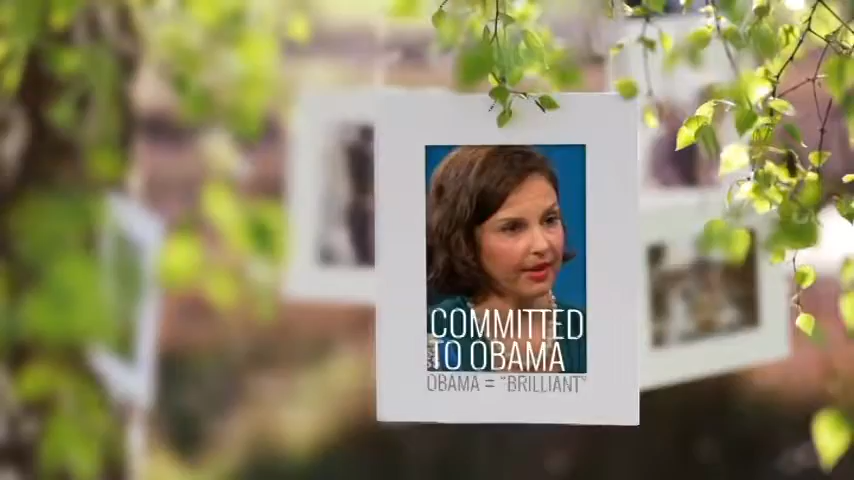 COMMITTED
TO OBAMA
OBAMA = "BRILLIANT"